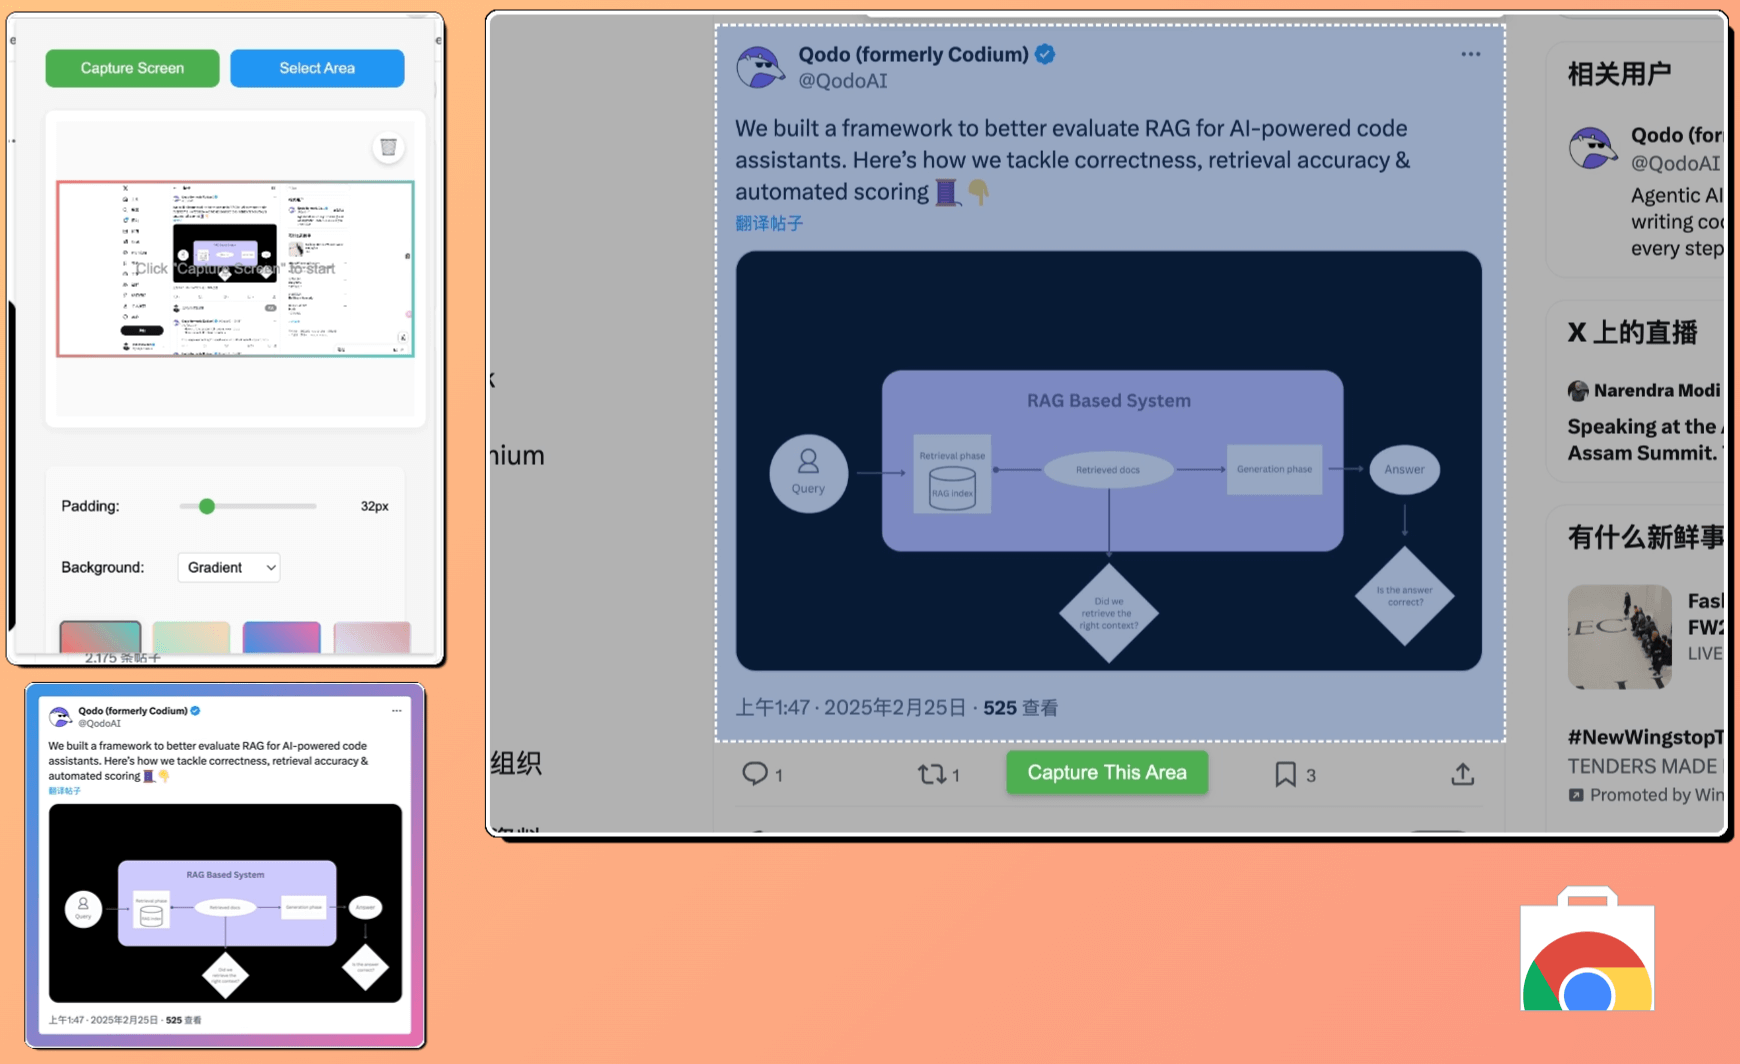 Capture Screen
Select Area
Click "Capture Screen" to start
Padding:
32px
Background:
Gradient
2,175 条帖子
Qodo (formerly Codium)
@QodoAI
We built a framework to better evaluate RAG for AI-powered code
assistants. Here's how we tackle correctness, retrieval accuracy &
automated scoring 🧵👇
翻译帖子
RAG Based System
Query
Retrieval phase
RAG index
Retrieved docs
Generation phase
Answer
Did we
retrieve the
right context?
Is the answer
correct?
上午1:47 · 2025年2月25日 · 525 查看
nium
组织
Qodo (formerly Codium)
@QodoAI
We built a framework to better evaluate RAG for AI-powered code
assistants. Here's how we tackle correctness, retrieval accuracy &
automated scoring 🧵👇
翻译帖子
RAG Based System
Query
Retrieval phase
RAG index
Retrieved docs
Generation phase
Answer
Did we
retrieve the
right context?
Is the answer
correct?
上午1:47 · 2025年2月25日 · 525 查看
1
1
Capture This Area
3
相关用户
Qodo (for
@QodoAI
Agentic AI
writing co
every step
X 上的直播
Narendra Modi
Speaking at the
Assam Summit.
有什么新鲜事
Fas
FW2
LIVE
#NewWingstopT
TENDERS MADE
Promoted by Win